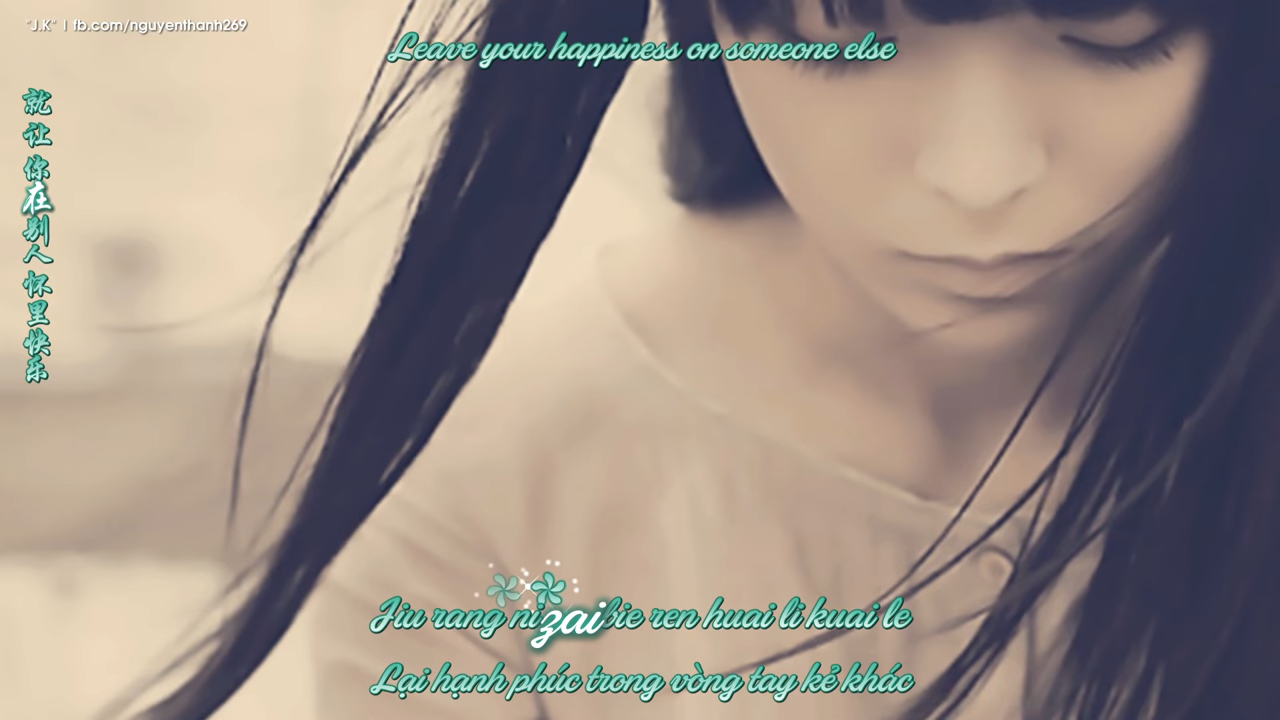 "J.K" | fb.com/nguyenthanh269
Leave your happiness on someone else
就让你在别人怀里快乐
Jiu rang ni zai bie ren huai li kuai le
Lại hạnh phúc trong vòng tay kẻ khác